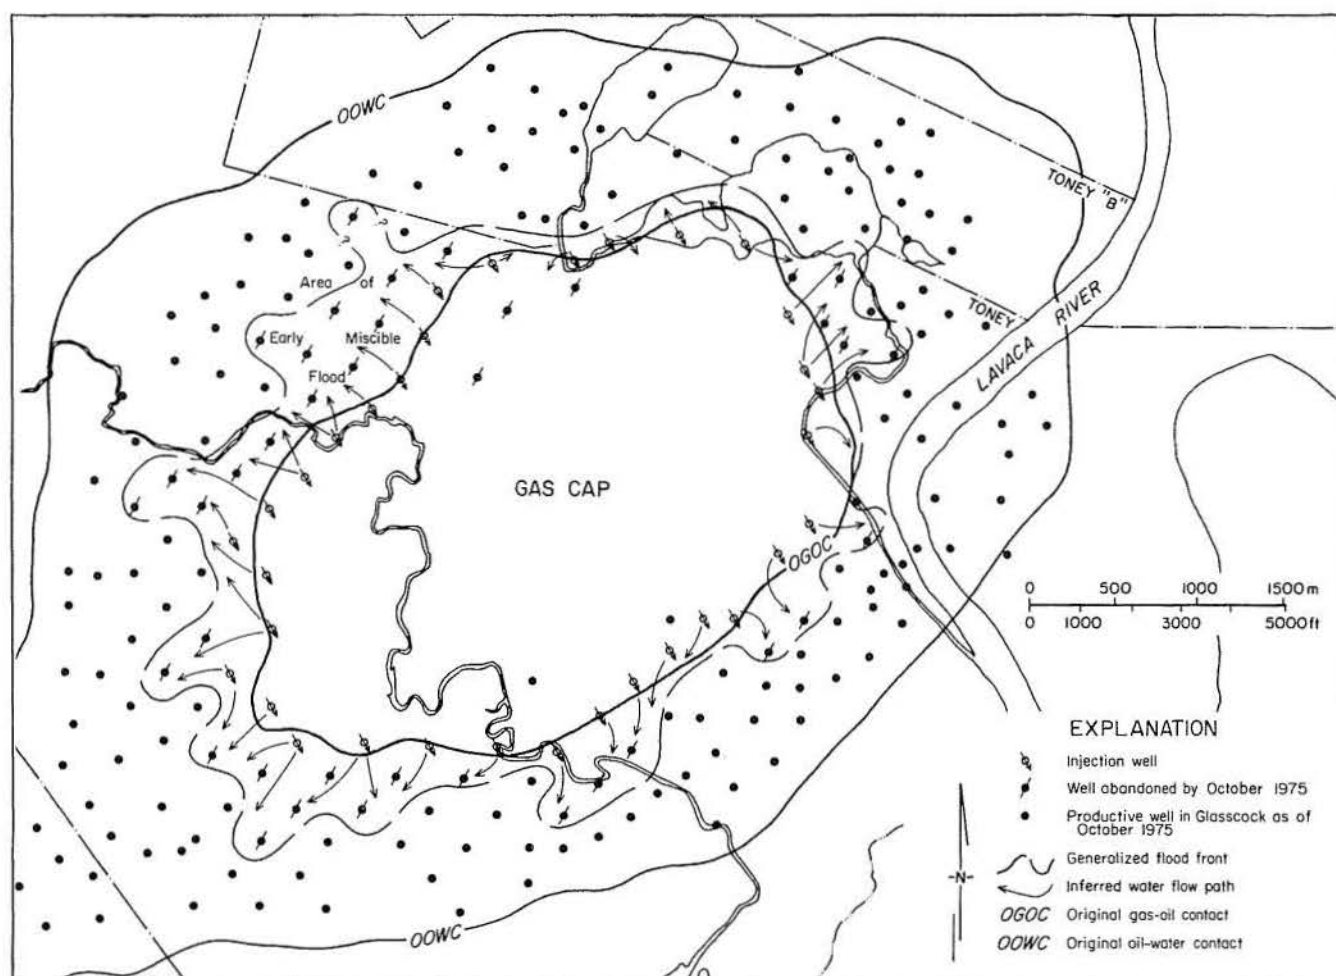 OOWC
TONEY "B"
TONEY
LAVACA RIVER
Area of
Early Miscible
Flood
GAS CAP
OGOC
0 500 1000 1500 m
0 1000 3000 5000 ft
EXPLANATION
Injection well
Well abandoned by October 1975
Productive well in Glasscock as of
October 1975
Generalized flood front
Inferred water flow path
OGOC Original gas-oil contact
OOWC Original oil-water contact
-N-
OOWC